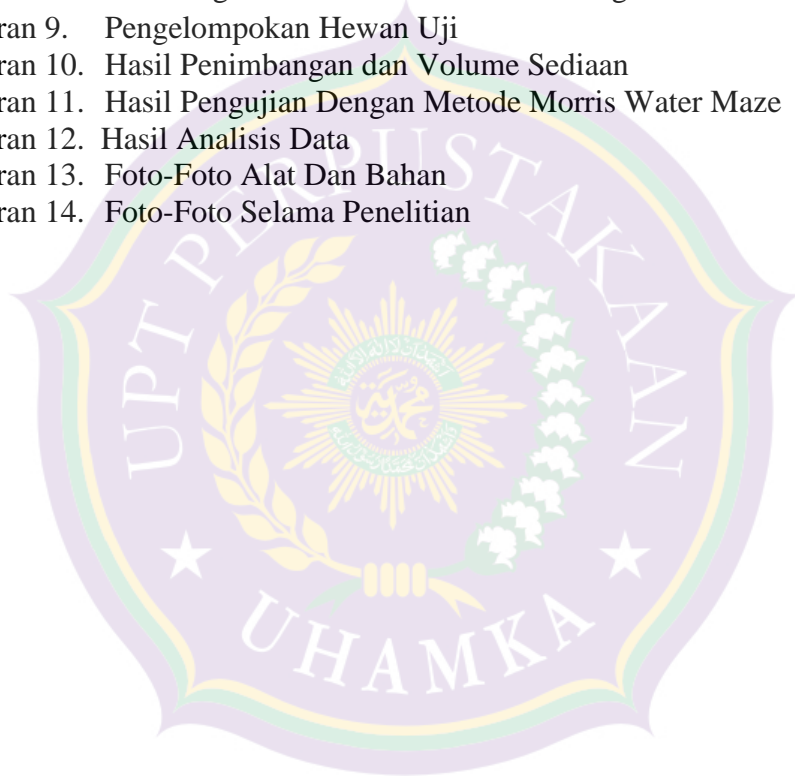 ran 9. Pengelompokan Hewan Uji
ran 10. Hasil Penimbangan dan Volume Sediaan
ran 11. Hasil Pengujian Dengan Metode Morris Water Maze
ran 12. Hasil Analisis Data
ran 13. Foto-Foto Alat Dan Bahan
ran 14. Foto-Foto Selama Penelitian
UPT PERPUSTAKAAN
UHAMKA